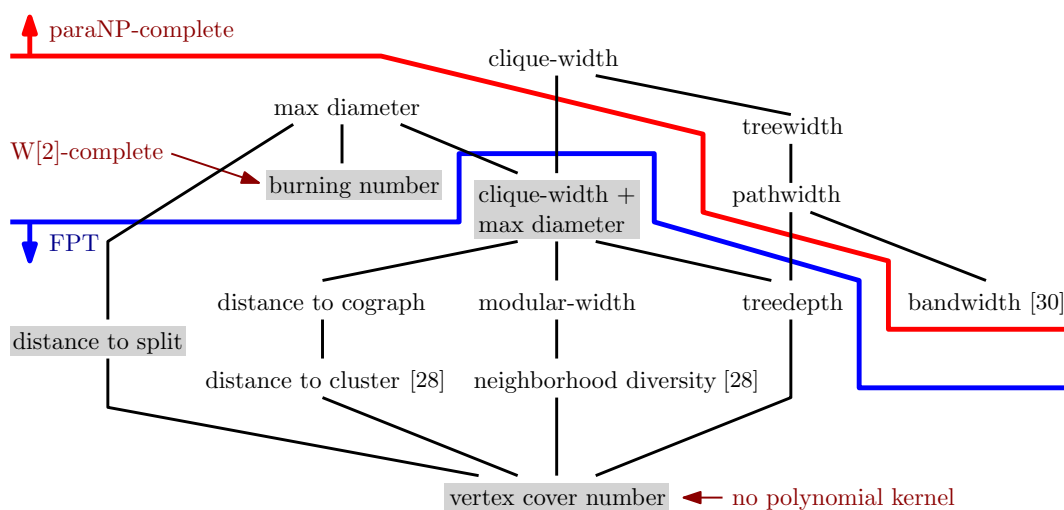 paraNP-complete
clique-width
max diameter
treewidth
W[2]-complete
burning number
clique-width +
max diameter
pathwidth
FPT
distance to cograph
modular-width
treedepth
bandwidth [30]
distance to split
distance to cluster [28]
neighborhood diversity [28]
vertex cover number
no polynomial kernel